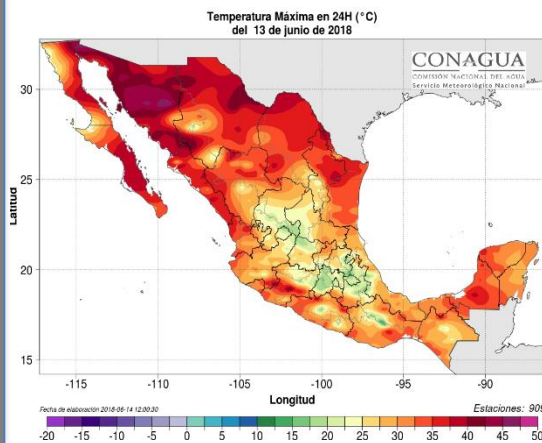 Temperatura Máxima en 24H (°C)
del 13 de junio de 2018
CONAGUA
COMISIÓN NACIONAL DEL AGUA
Servicio Meteorológico Nacional
Latitud
30
25
20
15
-115 -110 -105 -100 -95 -90
Longitud
Fecha de elaboración 2018-06-14 12:00:30
Estaciones: 909
-20 -15 -10 -5 0 5 10 15 20 25 30 35 40 45 50